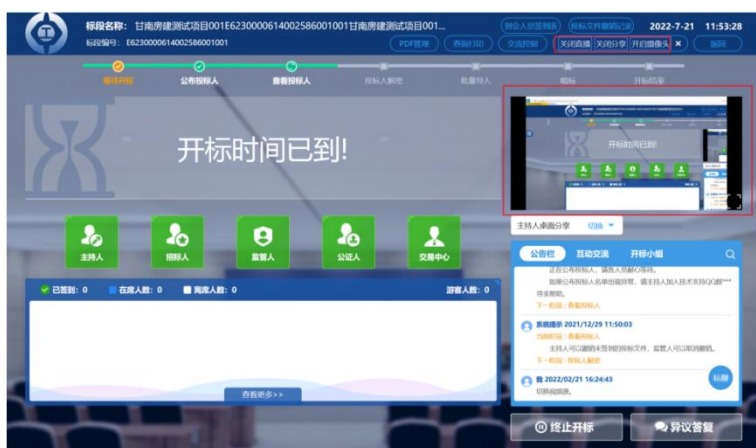 标段名称： 甘南房建测试项目001E6230000614002586001001甘南房建测试项目001...
到会人员签到表 投标文件撤销记录 2022-7-21 11:53:28
标段编号： E6230000614002586001001
PDF管理 查询打印 交流控制 关闭直播 关闭分享 开启摄像头 × 返回
等待开标 公布投标人 查看投标人 投标人解密 批量导入 唱标 开标结束
开标时间已到!
开标时间已到!
主持人 招标人 监管人 公证人 交易中心
主持人桌面分享 切换
公告栏 互动交流 开标小组
正在公布投标人，请各人员耐心等待。
如果公布投标人名单出现异常，请主持人加入技术支持QQ群***
寻求帮助。
下一阶段：查看投标人
系统提示 2021/12/29 11:50:03
当前阶段：查看投标人
主持人可以撤销未签到的投标文件，监管人可以取消撤销。
下一阶段：投标人解密
我 2022/02/21 16:24:43
切换视频源。
私聊
已签到： 0 在席人数： 0 离席人数： 0 游客人数： 0
查看更多>>
终止开标 异议答复